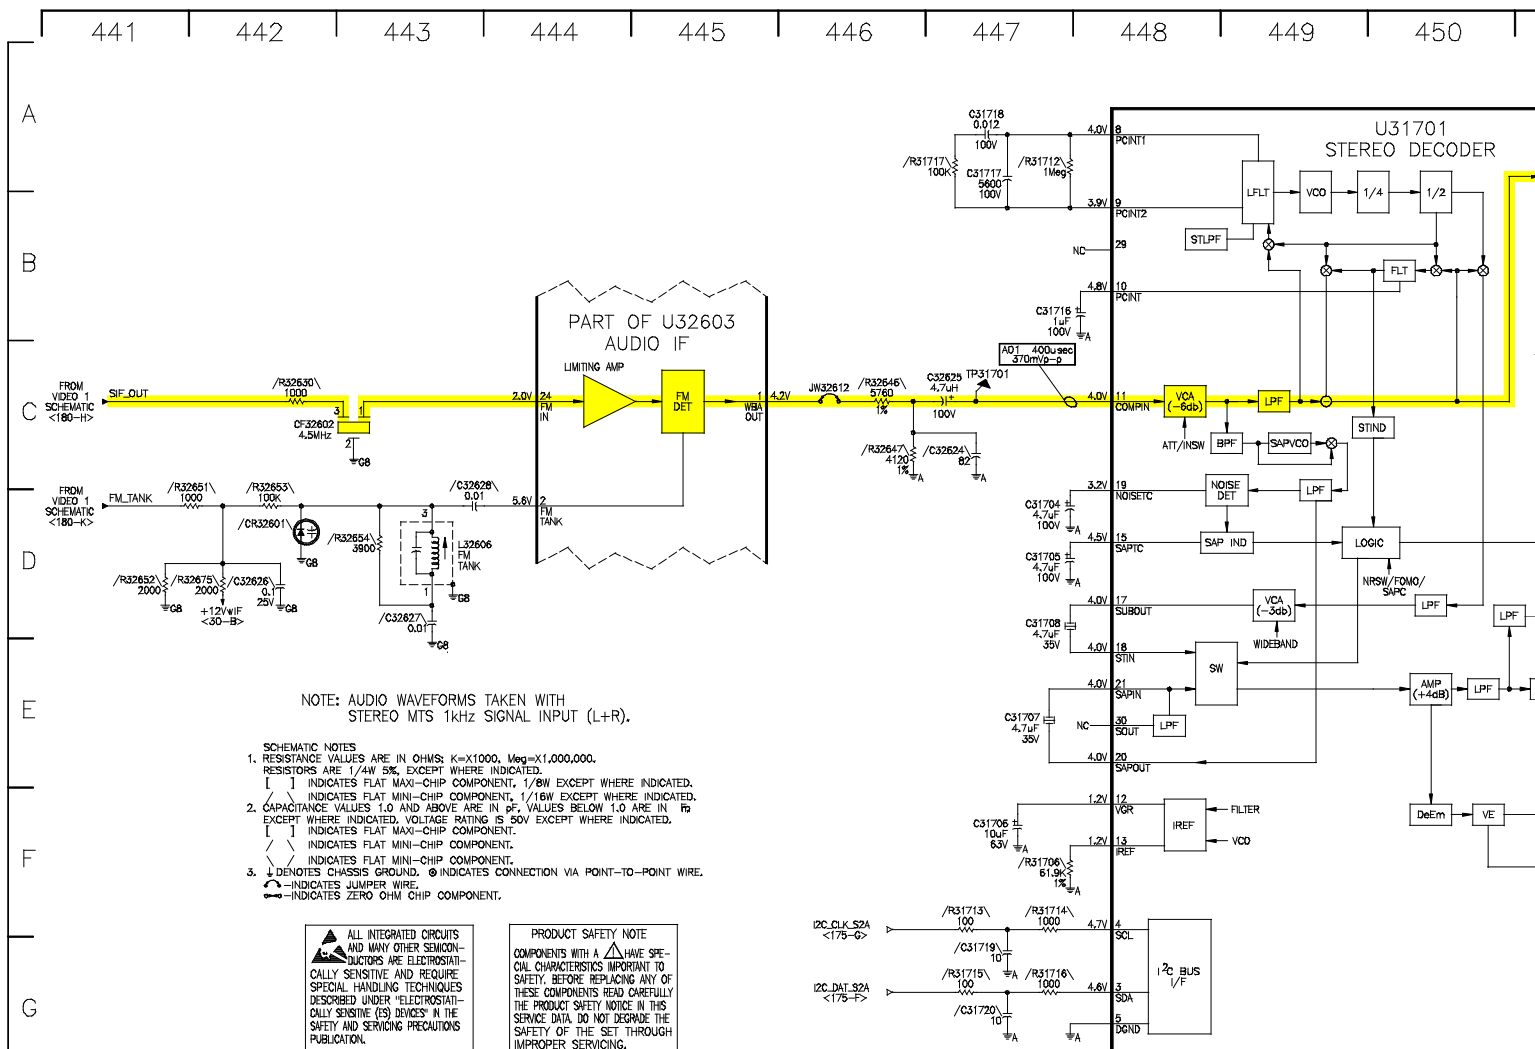 441 442 443 444 445 446 447 448 449 450
A
B
C
D
E
F
G
U31701
STEREO DECODER
C31718
0.012
100V
/R31717\
100K
C31717
5600
100V
/R31712\
1Meg
4.0V 8
PCINT1
3.9V 9
PCINT2
NC 29
4.8V 10
PCINT
C31716 +
1uF
100V
A
LFLT
VCO
1/4
1/2
STLPF
FLT
PART OF U32603
AUDIO IF
LIMITING AMP
FM
DET
FROM
VIDEO 1
SCHEMATIC
<180-H>
SIF_OUT
/R32630\
1000
3 1
CF32602
4.5MHz
2
G8
2.0V 24
FM
IN
1 4.2V
WBA
OUT
JW32612
/R32646\
5760
1%
C32625
4.7uH
100V
TP31701
A01 400usec
370mVp-p
4.0V 11
COMPIN
VCA
(-6db)
LPF
ATT/INSW
BPF
SAPVCO
STIND
/R32647\
4120
1%
A
/C32624\
82
A
FROM
VIDEO 1
SCHEMATIC
<180-K>
FM_TANK
/R32651\
1000
/R32653\
100K
/C32628\
0.01
5.6V 2
FM
TANK
/CR32601\
G8
/R32654\
3900
3
L32606
FM
TANK
1
G8
/R32652\
2000
G8
/R32675\
2000
+12VwIF
<30-B>
/C32626\
0.1
25V
G8
/C32627\
0.01
G8
3.2V 19
NOISETC
C31704 +
4.7uF
100V
A
NOISE
DET
LPF
4.5V 15
SAPTC
C31705 +
4.7uF
100V
A
SAP IND
LOGIC
NRSW/FOMO/
SAPC
4.0V 17
SUBOUT
C31708
4.7uF
35V
VCA
(-3db)
WIDEBAND
LPF
LPF
4.0V 18
STIN
SW
4.0V 21
SAPIN
NC 30
SOUT
LPF
C31707
4.7uF
35V
4.0V 20
SAPOUT
AMP
(+4dB)
LPF
NOTE: AUDIO WAVEFORMS TAKEN WITH
STEREO MTS 1kHz SIGNAL INPUT (L+R).
SCHEMATIC NOTES
1. RESISTANCE VALUES ARE IN OHMS; K=X1000, Meg=X1,000,000.
RESISTORS ARE 1/4W 5%, EXCEPT WHERE INDICATED.
[ ] INDICATES FLAT MAXI-CHIP COMPONENT, 1/8W EXCEPT WHERE INDICATED.
/ \ INDICATES FLAT MINI-CHIP COMPONENT, 1/16W EXCEPT WHERE INDICATED.
2. CAPACITANCE VALUES 1.0 AND ABOVE ARE IN pF, VALUES BELOW 1.0 ARE IN
EXCEPT WHERE INDICATED. VOLTAGE RATING IS 50V EXCEPT WHERE INDICATED.
[ ] INDICATES FLAT MAXI-CHIP COMPONENT.
/ \ INDICATES FLAT MINI-CHIP COMPONENT.
\ / INDICATES FLAT MINI-CHIP COMPONENT.
3. DENOTES CHASSIS GROUND. INDICATES CONNECTION VIA POINT-TO-POINT WIRE.
-INDICATES JUMPER WIRE.
-INDICATES ZERO OHM CHIP COMPONENT.
1.2V 12
VGR
C31706 +
10uF
63V
A
IREF
FILTER
VCO
1.2V 13
IREF
/R31706\
61.9K
1%
A
DeEm
VE
ALL INTEGRATED CIRCUITS
AND MANY OTHER SEMICON-
DUCTORS ARE ELECTROSTATI-
CALLY SENSITIVE AND REQUIRE
SPECIAL HANDLING TECHNIQUES
DESCRIBED UNDER "ELECTROSTATI-
CALLY SENSITIVE (ES) DEVICES" IN THE
SAFETY AND SERVICING PRECAUTIONS
PUBLICATION.
PRODUCT SAFETY NOTE
COMPONENTS WITH A ! HAVE SPE-
CIAL CHARACTERISTICS IMPORTANT TO
SAFETY. BEFORE REPLACING ANY OF
THESE COMPONENTS READ CAREFULLY
THE PRODUCT SAFETY NOTICE IN THIS
SERVICE DATA. DO NOT DEGRADE THE
SAFETY OF THE SET THROUGH
IMPROPER SERVICING.
I2C_CLK_S2A
<175-G>
/R31713\
100
/R31714\
1000
4.7V 4
SCL
/C31719\
10
A
I2C_DAT_S2A
<175-F>
/R31715\
100
/R31716\
1000
4.6V 3
SDA
/C31720\
10
A
5
DGND
A
I2C BUS
I/F